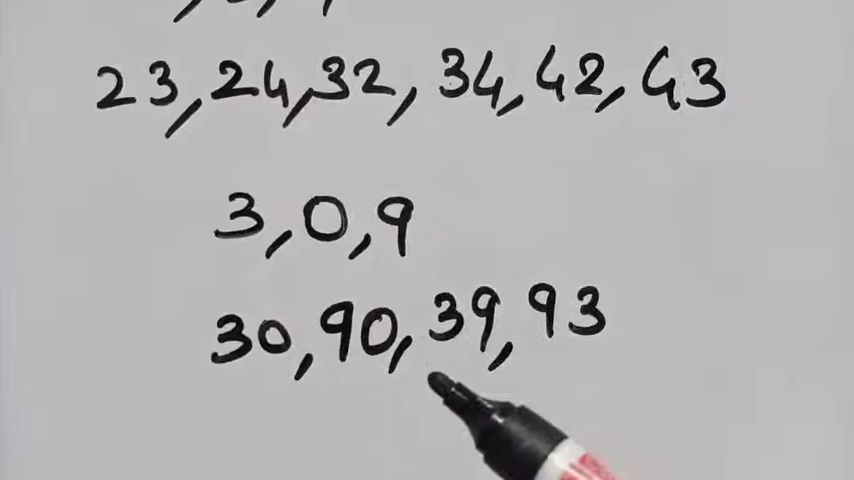 23, 24, 32, 34, 42, 43
3, 0, 9
30, 90, 39, 93